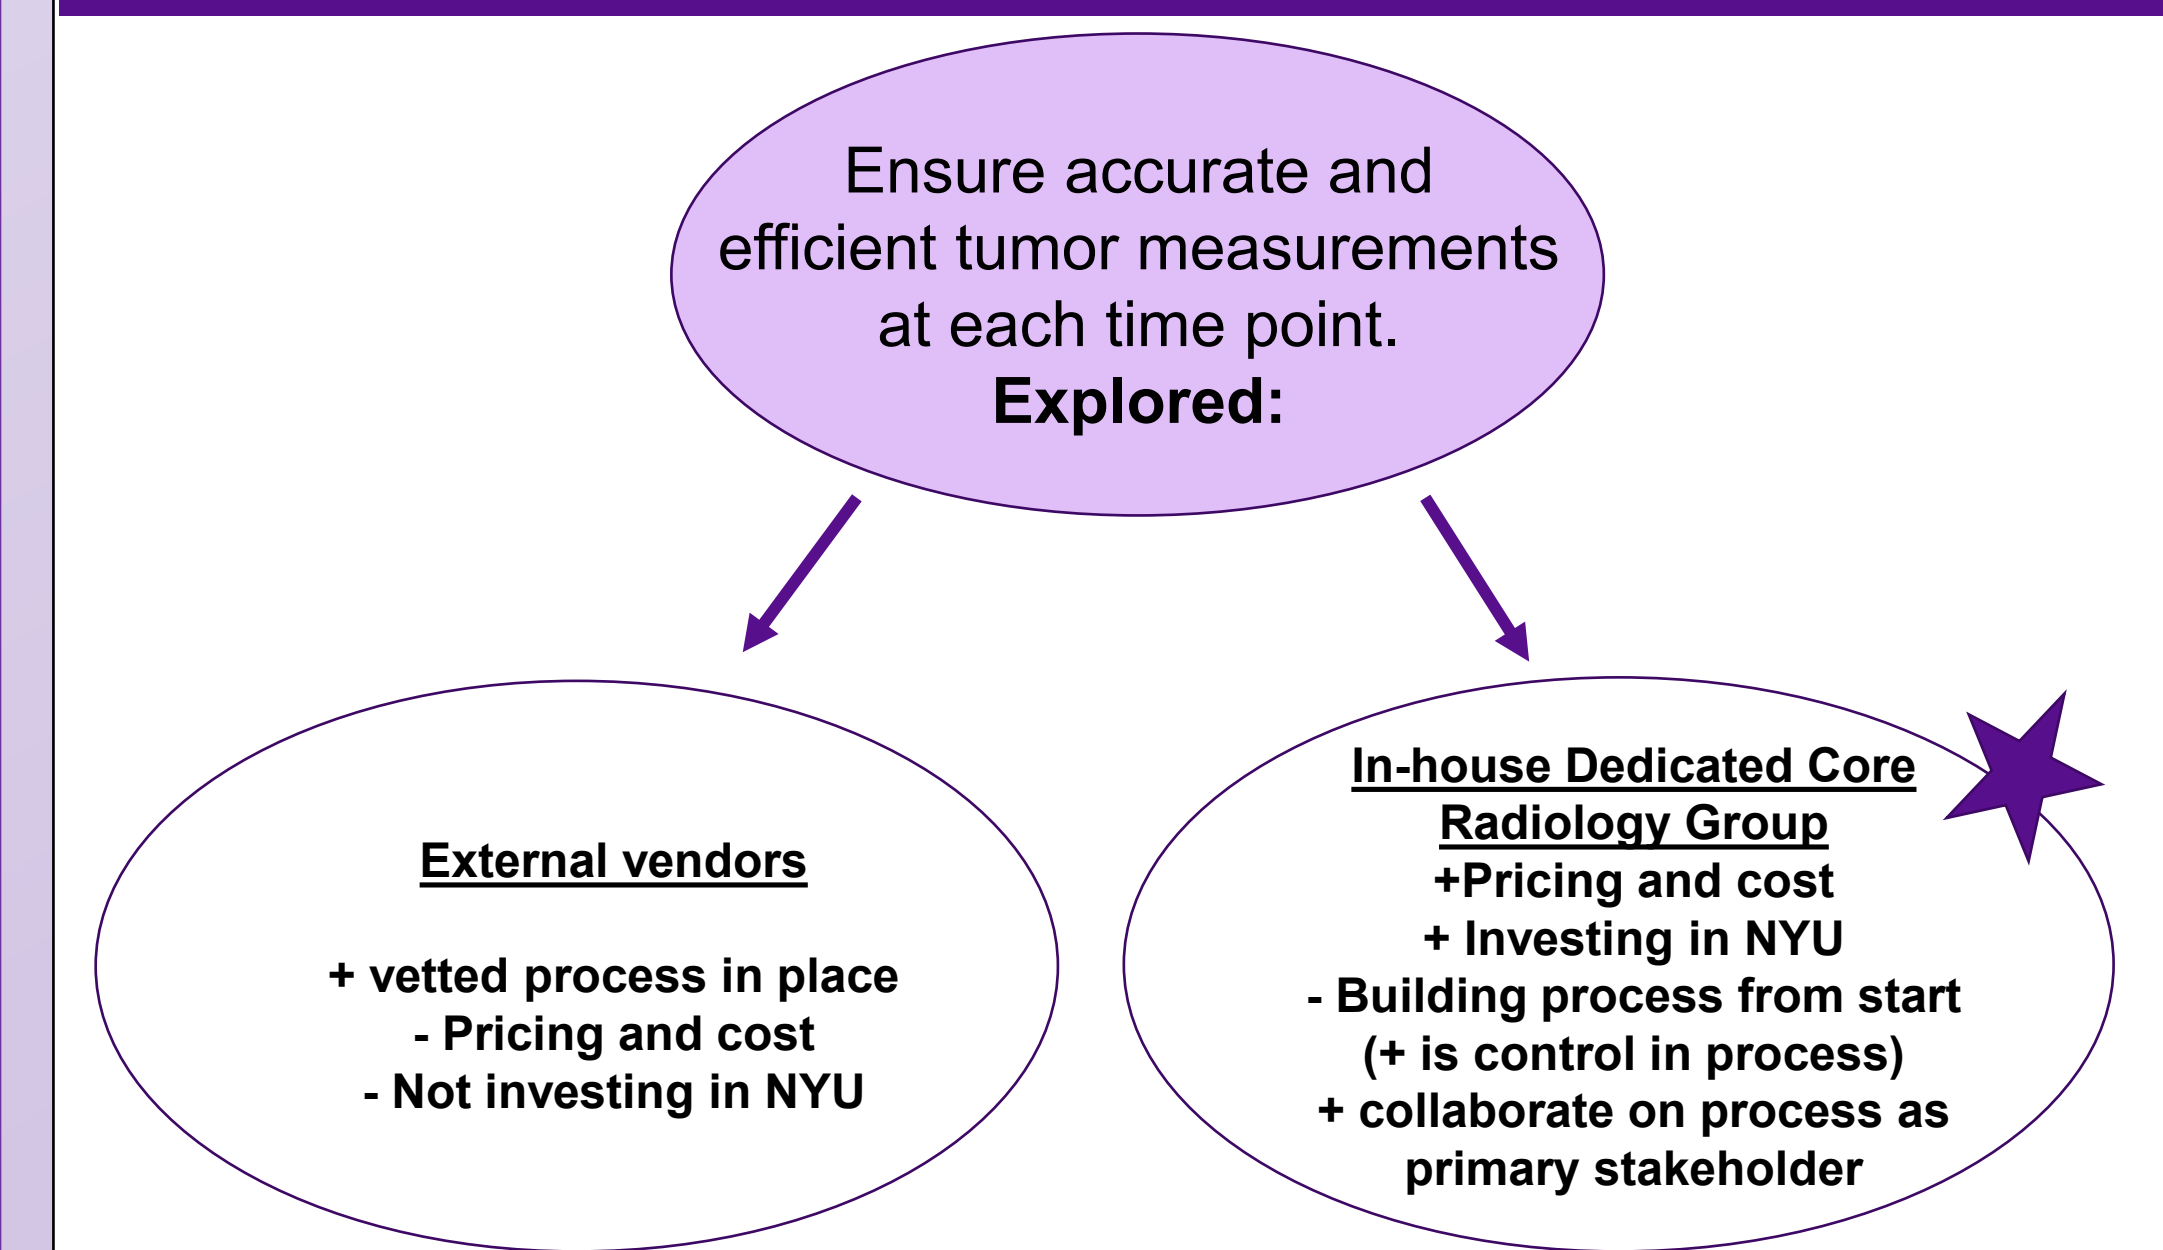 Ensure accurate and
efficient tumor measurements
at each time point.
Explored:
External vendors
+ vetted process in place
- Pricing and cost
- Not investing in NYU
In-house Dedicated Core
Radiology Group
+Pricing and cost
+ Investing in NYU
- Building process from start
(+ is control in process)
+ collaborate on process as
primary stakeholder